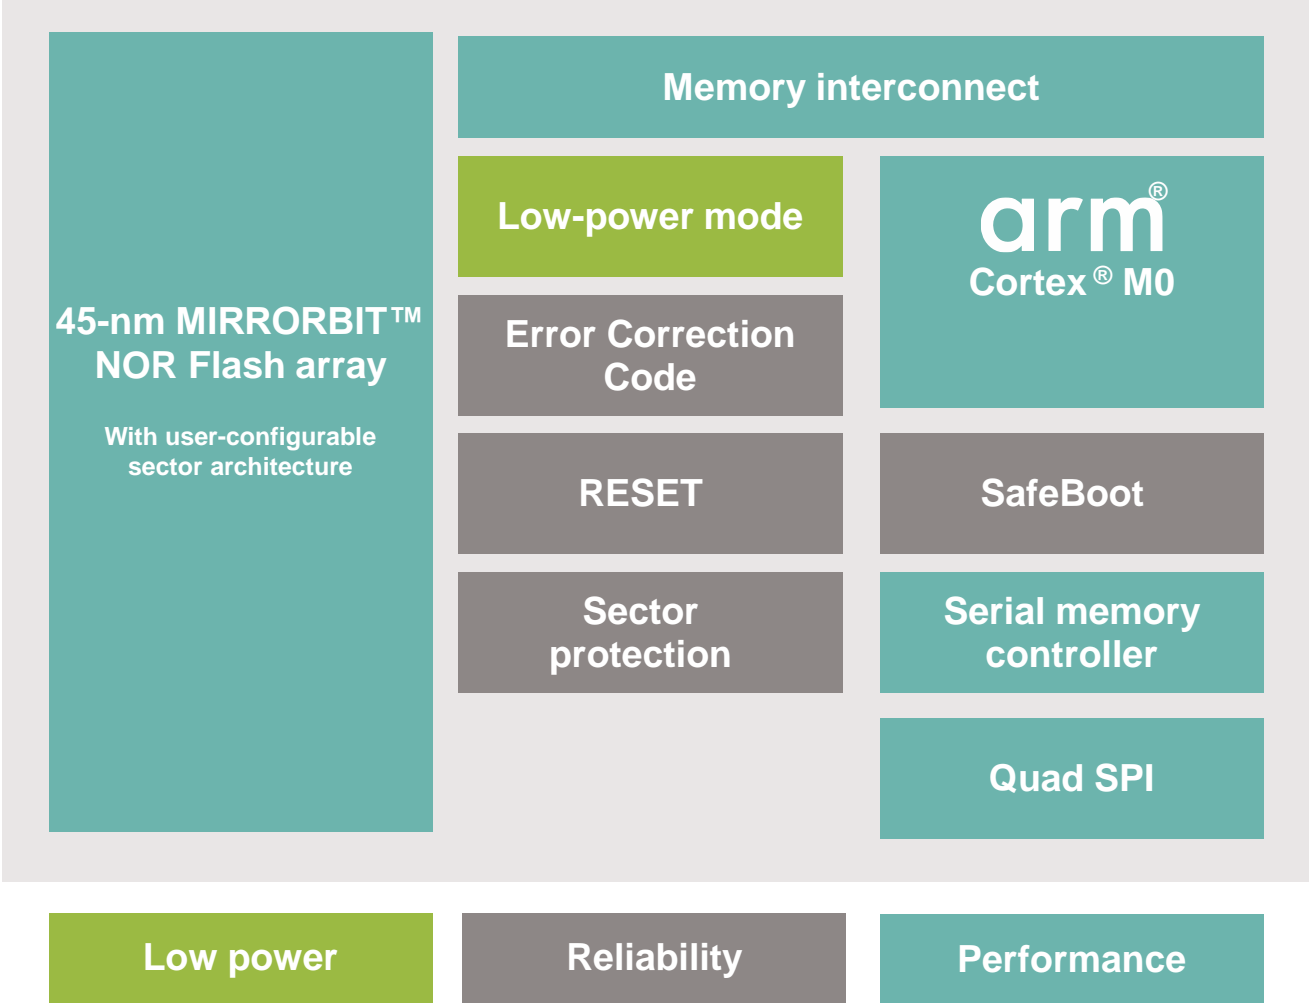 Memory interconnect
45-nm MIRRORBIT™
NOR Flash array
With user-configurable
sector architecture
Low-power mode
Error Correction
Code
RESET
Sector
protection
arm®
Cortex® M0
SafeBoot
Serial memory
controller
Quad SPI
Low power
Reliability
Performance